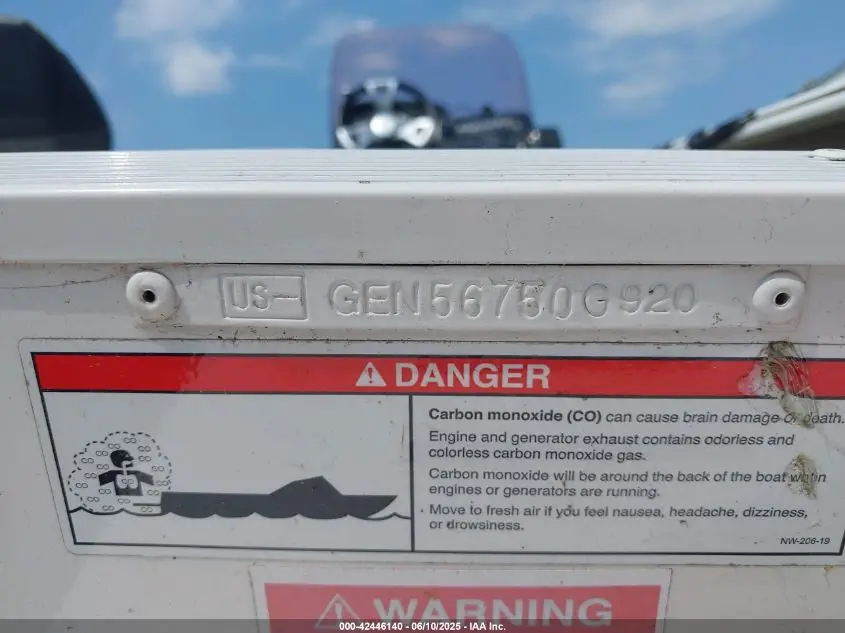 US- GEN56750G920
⚠ DANGER
Carbon monoxide (CO) can cause brain damage or death.
Engine and generator exhaust contains odorless and
colorless carbon monoxide gas.
Carbon monoxide will be around the back of the boat when
engines or generators are running.
Move to fresh air if you feel nausea, headache, dizziness,
or drowsiness.
NW-206-19
⚠ WARNING
000-42446140 - 06/10/2025 - IAA Inc.